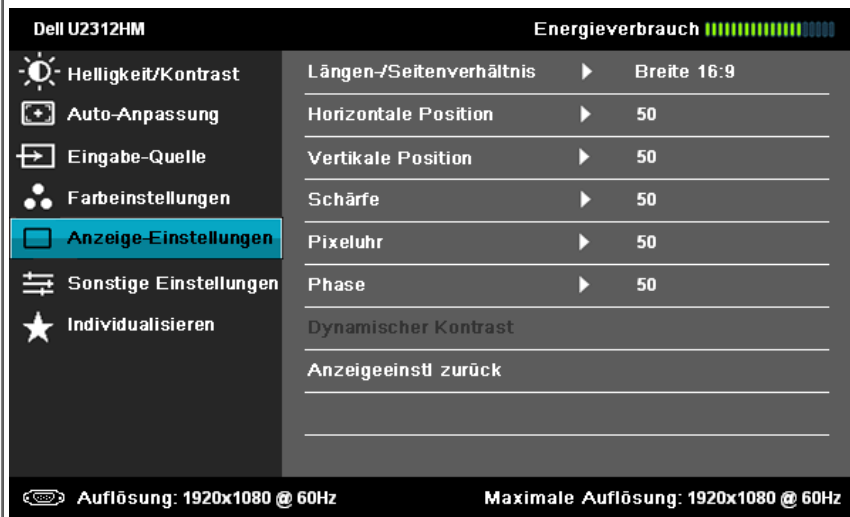 Dell U2312HM Energieverbrauch
Helligkeit/Kontrast
Auto-Anpassung
Eingabe-Quelle
Farbeinstellungen
Anzeige-Einstellungen
Sonstige Einstellungen
Individualisieren
Längen-/Seitenverhältnis Breite 16:9
Horizontale Position 50
Vertikale Position 50
Schärfe 50
Pixeluhr 50
Phase 50
Dynamischer Kontrast
Anzeigeeinstl zurück
Auflösung: 1920x1080 @ 60Hz Maximale Auflösung: 1920x1080 @ 60Hz